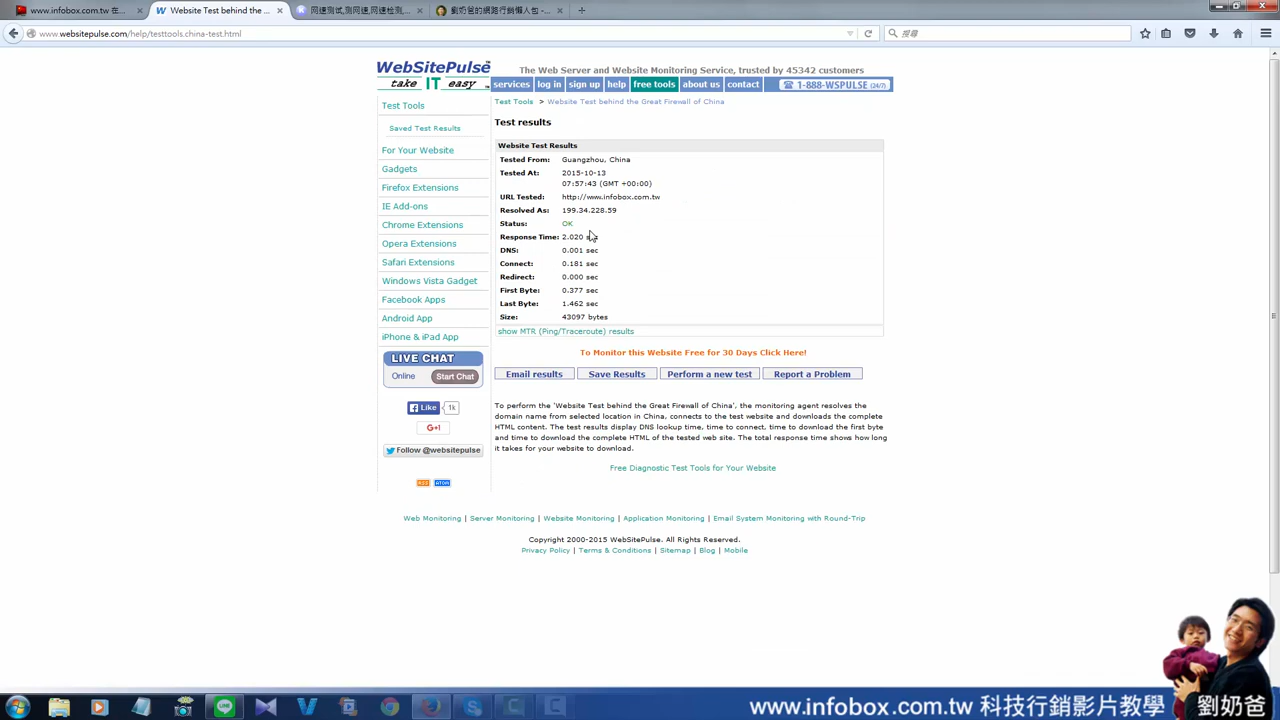 www.infobox.com.tw 在...
Website Test behind the ...
网速测试,测网速,网速检测,...
劉奶爸的網路行銷懶人包 - ...
www.websitepulse.com/help/testtools.china-test.html
搜尋
WebSitePulse
take IT easy
The Web Server and Website Monitoring Service, trusted by 45342 customers
services
log in
sign up
help
free tools
about us
contact
1-888-WSPULSE (24/7)
Test Tools
Saved Test Results
For Your Website
Gadgets
Firefox Extensions
IE Add-ons
Chrome Extensions
Opera Extensions
Safari Extensions
Windows Vista Gadget
Facebook Apps
Android App
iPhone & iPad App
LIVE CHAT
Online
Start Chat
Like
1k
G+1
Follow @websitepulse
RSS
ATOM
Test Tools > Website Test behind the Great Firewall of China
Test results
Website Test Results
Tested From: Guangzhou, China
Tested At: 2015-10-13
07:57:43 (GMT +00:00)
URL Tested: http://www.infobox.com.tw
Resolved As: 199.34.228.59
Status: OK
Response Time: 2.020 sec
DNS: 0.001 sec
Connect: 0.181 sec
Redirect: 0.000 sec
First Byte: 0.377 sec
Last Byte: 1.462 sec
Size: 43097 bytes
show MTR (Ping/Traceroute) results
To Monitor this Website Free for 30 Days Click Here!
Email results
Save Results
Perform a new test
Report a Problem
To perform the 'Website Test behind the Great Firewall of China', the monitoring agent resolves the
domain name from selected location in China, connects to the test website and downloads the complete
HTML content. The test results display DNS lookup time, time to connect, time to download the first byte
and time to download the complete HTML of the tested web site. The total response time shows how long
it takes for your website to download.
Free Diagnostic Test Tools for Your Website
Web Monitoring | Server Monitoring | Website Monitoring | Application Monitoring | Email System Monitoring with Round-Trip
Copyright 2000-2015 WebSitePulse. All Rights Reserved.
Privacy Policy | Terms & Conditions | Sitemap | Blog | Mobile
LINE
www.infobox.com.tw 科技行銷影片教學
劉奶爸